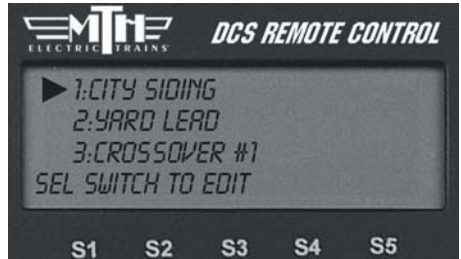 MTH
ELECTRIC TRAINS
DCS REMOTE CONTROL
1:CITY SIDING
2:YARD LEAD
3:CROSSOVER #1
SEL SWITCH TO EDIT
S1 S2 S3 S4 S5